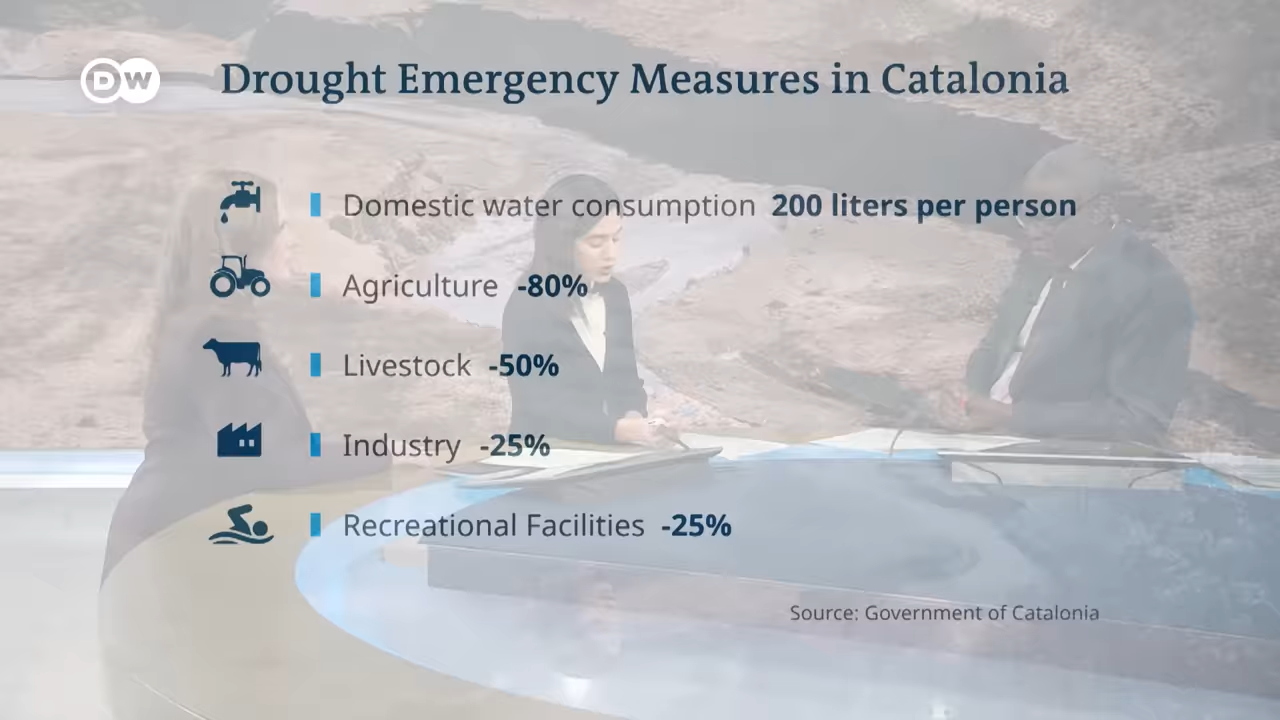 DW
Drought Emergency Measures in Catalonia
Domestic water consumption 200 liters per person
Agriculture -80%
Livestock -50%
Industry -25%
Recreational Facilities -25%
Source: Government of Catalonia